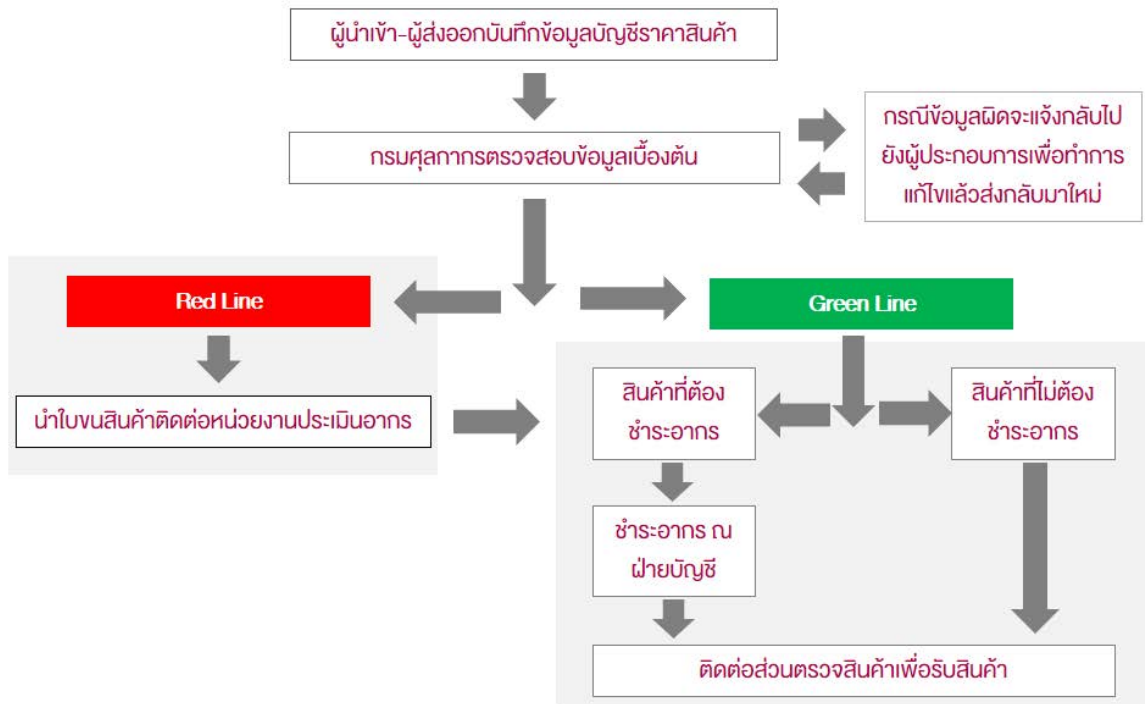 ผู้นำเข้า-ผู้ส่งออกบันทึกข้อมูลบัญชีราคาสินค้า
กรมศุลกากรตรวจสอบข้อมูลเบื้องต้น
กรณีข้อมูลผิดจะแจ้งกลับไป
ยังผู้ประกอบการเพื่อทำการ
แก้ไขแล้วส่งกลับมาใหม่
Red Line
Green Line
นำใบขนสินค้าติดต่อหน่วยงานประเมินอากร
สินค้าที่ต้อง
ชำระอากร
สินค้าที่ไม่ต้อง
ชำระอากร
ชำระอากร ณ
ฝ่ายบัญชี
ติดต่อส่วนตรวจสินค้าเพื่อรับสินค้า